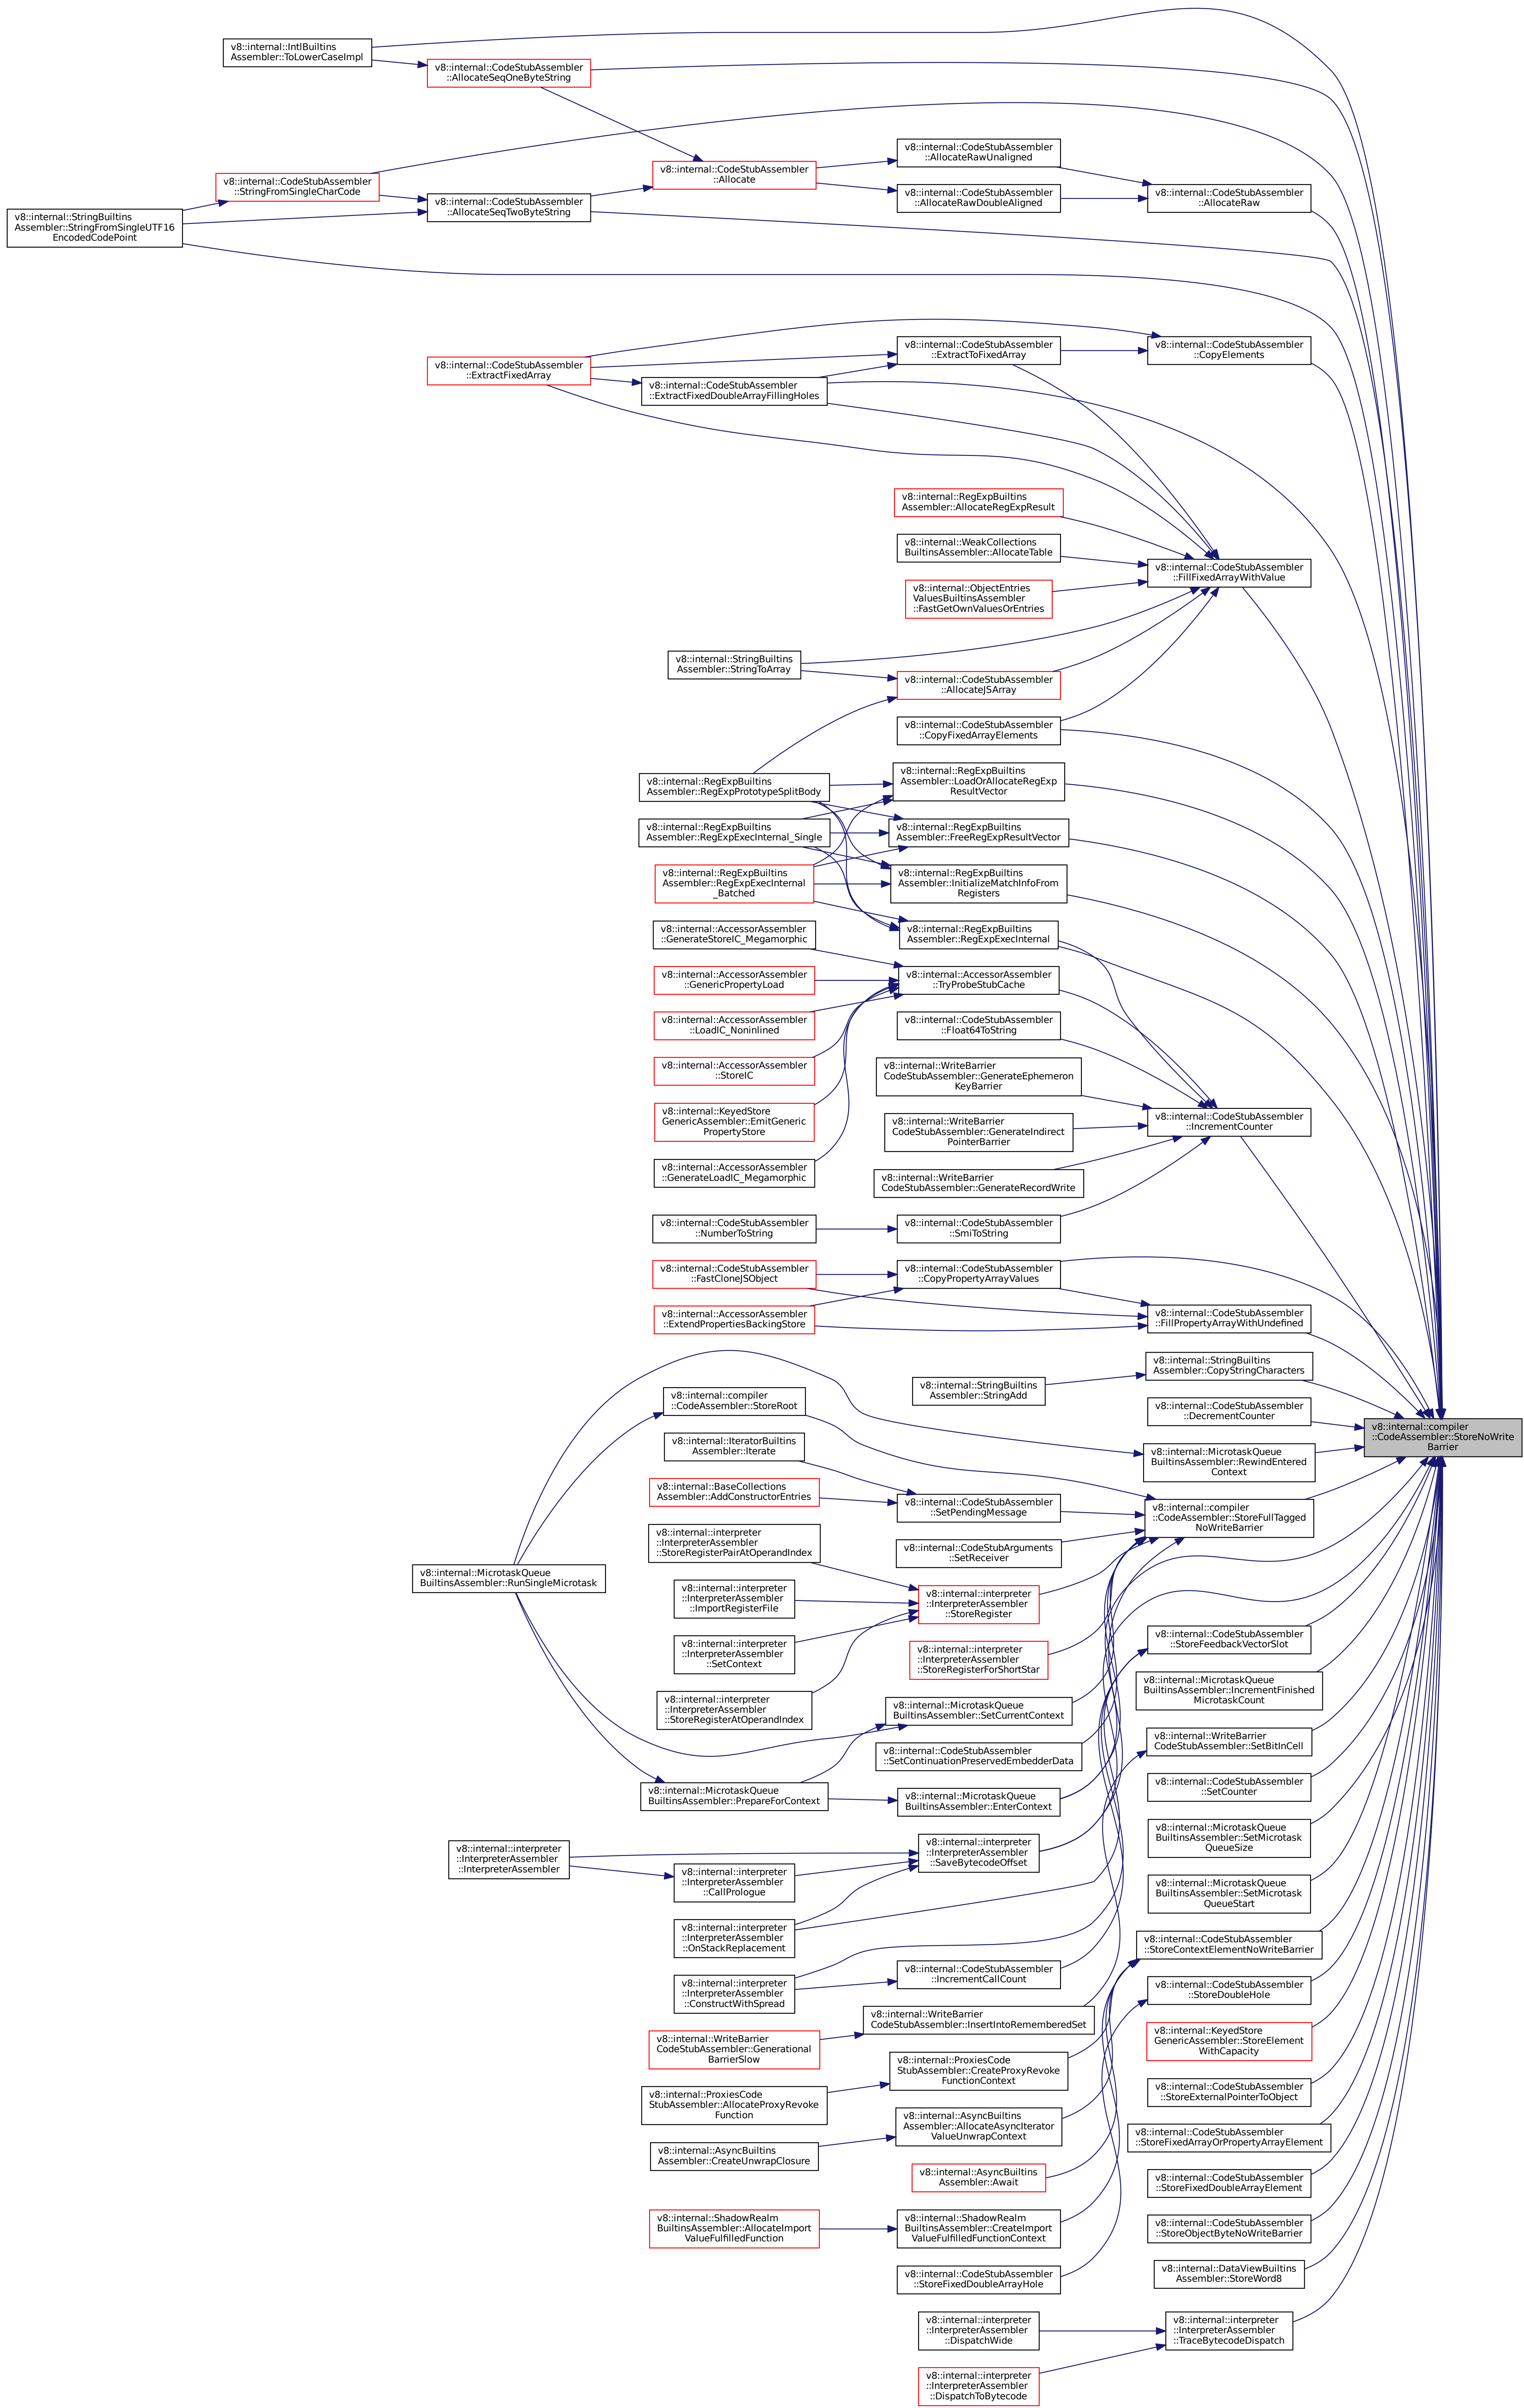 v8::internal::IntlBuiltins
Assembler::ToLowerCaseImpl
v8::internal::CodeStubAssembler
::AllocateSeqOneByteString
v8::internal::CodeStubAssembler
::AllocateRawUnaligned
v8::internal::CodeStubAssembler
::Allocate
v8::internal::CodeStubAssembler
::StringFromSingleCharCode
v8::internal::CodeStubAssembler
::AllocateRawDoubleAligned
v8::internal::CodeStubAssembler
::AllocateRaw
v8::internal::CodeStubAssembler
::AllocateSeqTwoByteString
v8::internal::StringBuiltins
Assembler::StringFromSingleUTF16
EncodedCodePoint
v8::internal::CodeStubAssembler
::ExtractToFixedArray
v8::internal::CodeStubAssembler
::CopyElements
v8::internal::CodeStubAssembler
::ExtractFixedArray
v8::internal::CodeStubAssembler
::ExtractFixedDoubleArrayFillingHoles
v8::internal::RegExpBuiltins
Assembler::AllocateRegExpResult
v8::internal::WeakCollections
BuiltinsAssembler::AllocateTable
v8::internal::CodeStubAssembler
::FillFixedArrayWithValue
v8::internal::ObjectEntries
ValuesBuiltinsAssembler
::FastGetOwnValuesOrEntries
v8::internal::StringBuiltins
Assembler::StringToArray
v8::internal::CodeStubAssembler
::AllocateJSArray
v8::internal::CodeStubAssembler
::CopyFixedArrayElements
v8::internal::RegExpBuiltins
Assembler::RegExpPrototypeSplitBody
v8::internal::RegExpBuiltins
Assembler::LoadOrAllocateRegExp
ResultVector
v8::internal::RegExpBuiltins
Assembler::RegExpExecInternal_Single
v8::internal::RegExpBuiltins
Assembler::FreeRegExpResultVector
v8::internal::RegExpBuiltins
Assembler::RegExpExecInternal
_Batched
v8::internal::RegExpBuiltins
Assembler::InitializeMatchInfoFrom
Registers
v8::internal::AccessorAssembler
::GenerateStoreIC_Megamorphic
v8::internal::RegExpBuiltins
Assembler::RegExpExecInternal
v8::internal::AccessorAssembler
::GenericPropertyLoad
v8::internal::AccessorAssembler
::TryProbeStubCache
v8::internal::AccessorAssembler
::LoadIC_Noninlined
v8::internal::CodeStubAssembler
::Float64ToString
v8::internal::AccessorAssembler
::StoreIC
v8::internal::WriteBarrier
CodeStubAssembler::GenerateEphemeron
KeyBarrier
v8::internal::KeyedStore
GenericAssembler::EmitGeneric
PropertyStore
v8::internal::WriteBarrier
CodeStubAssembler::GenerateIndirect
PointerBarrier
v8::internal::CodeStubAssembler
::IncrementCounter
v8::internal::AccessorAssembler
::GenerateLoadIC_Megamorphic
v8::internal::WriteBarrier
CodeStubAssembler::GenerateRecordWrite
v8::internal::CodeStubAssembler
::NumberToString
v8::internal::CodeStubAssembler
::SmiToString
v8::internal::CodeStubAssembler
::FastCloneJSObject
v8::internal::CodeStubAssembler
::CopyPropertyArrayValues
v8::internal::AccessorAssembler
::ExtendPropertiesBackingStore
v8::internal::CodeStubAssembler
::FillPropertyArrayWithUndefined
v8::internal::StringBuiltins
Assembler::CopyStringCharacters
v8::internal::compiler
::CodeAssembler::StoreRoot
v8::internal::StringBuiltins
Assembler::StringAdd
v8::internal::CodeStubAssembler
::DecrementCounter
v8::internal::compiler
::CodeAssembler::StoreNoWrite
Barrier
v8::internal::IteratorBuiltins
Assembler::Iterate
v8::internal::MicrotaskQueue
BuiltinsAssembler::RewindEntered
Context
v8::internal::BaseCollections
Assembler::AddConstructorEntries
v8::internal::CodeStubAssembler
::SetPendingMessage
v8::internal::compiler
::CodeAssembler::StoreFullTagged
NoWriteBarrier
v8::internal::interpreter
::InterpreterAssembler
::StoreRegisterPairAtOperandIndex
v8::internal::CodeStubArguments
::SetReceiver
v8::internal::MicrotaskQueue
BuiltinsAssembler::RunSingleMicrotask
v8::internal::interpreter
::InterpreterAssembler
::ImportRegisterFile
v8::internal::interpreter
::InterpreterAssembler
::StoreRegister
v8::internal::interpreter
::InterpreterAssembler
::SetContext
v8::internal::interpreter
::InterpreterAssembler
::StoreRegisterForShortStar
v8::internal::CodeStubAssembler
::StoreFeedbackVectorSlot
v8::internal::interpreter
::InterpreterAssembler
::StoreRegisterAtOperandIndex
v8::internal::MicrotaskQueue
BuiltinsAssembler::SetCurrentContext
v8::internal::MicrotaskQueue
BuiltinsAssembler::IncrementFinished
MicrotaskCount
v8::internal::CodeStubAssembler
::SetContinuationPreservedEmbedderData
v8::internal::WriteBarrier
CodeStubAssembler::SetBitInCell
v8::internal::MicrotaskQueue
BuiltinsAssembler::PrepareForContext
v8::internal::MicrotaskQueue
BuiltinsAssembler::EnterContext
v8::internal::CodeStubAssembler
::SetCounter
v8::internal::interpreter
::InterpreterAssembler
::InterpreterAssembler
v8::internal::interpreter
::InterpreterAssembler
::SaveBytecodeOffset
v8::internal::MicrotaskQueue
BuiltinsAssembler::SetMicrotask
QueueSize
v8::internal::interpreter
::InterpreterAssembler
::CallPrologue
v8::internal::MicrotaskQueue
BuiltinsAssembler::SetMicrotask
QueueStart
v8::internal::interpreter
::InterpreterAssembler
::OnStackReplacement
v8::internal::CodeStubAssembler
::StoreContextElementNoWriteBarrier
v8::internal::interpreter
::InterpreterAssembler
::ConstructWithSpread
v8::internal::CodeStubAssembler
::IncrementCallCount
v8::internal::CodeStubAssembler
::StoreDoubleHole
v8::internal::WriteBarrier
CodeStubAssembler::InsertIntoRememberedSet
v8::internal::WriteBarrier
CodeStubAssembler::Generational
BarrierSlow
v8::internal::KeyedStore
GenericAssembler::StoreElement
WithCapacity
v8::internal::ProxiesCode
StubAssembler::CreateProxyRevoke
FunctionContext
v8::internal::ProxiesCode
StubAssembler::AllocateProxyRevoke
Function
v8::internal::CodeStubAssembler
::StoreExternalPointerToObject
v8::internal::AsyncBuiltins
Assembler::AllocateAsyncIterator
ValueUnwrapContext
v8::internal::CodeStubAssembler
::StoreFixedArrayOrPropertyArrayElement
v8::internal::AsyncBuiltins
Assembler::CreateUnwrapClosure
v8::internal::AsyncBuiltins
Assembler::Await
v8::internal::CodeStubAssembler
::StoreFixedDoubleArrayElement
v8::internal::ShadowRealm
BuiltinsAssembler::AllocateImport
ValueFulfilledFunction
v8::internal::ShadowRealm
BuiltinsAssembler::CreateImport
ValueFulfilledFunctionContext
v8::internal::CodeStubAssembler
::StoreObjectByteNoWriteBarrier
v8::internal::CodeStubAssembler
::StoreFixedDoubleArrayHole
v8::internal::DataViewBuiltins
Assembler::StoreWord8
v8::internal::interpreter
::InterpreterAssembler
::DispatchWide
v8::internal::interpreter
::InterpreterAssembler
::TraceBytecodeDispatch
v8::internal::interpreter
::InterpreterAssembler
::DispatchToBytecode